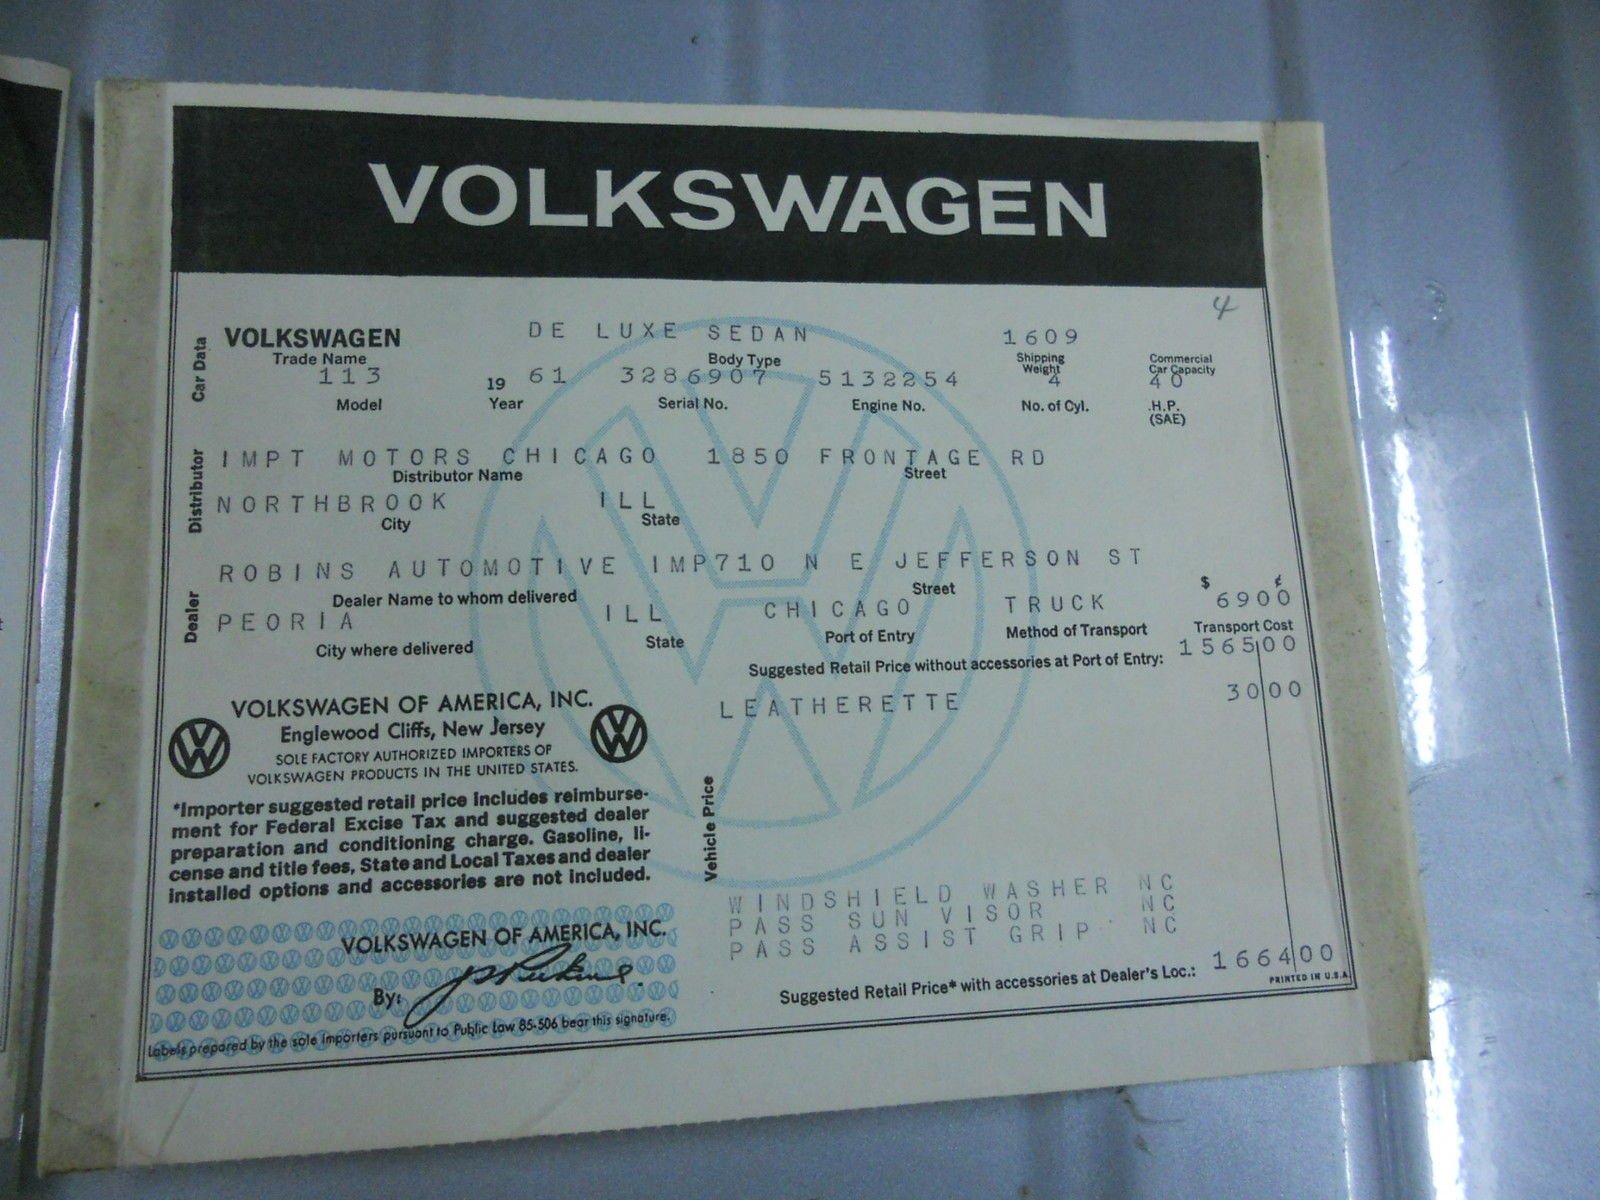 VOLKSWAGEN
4
Car Data
VOLKSWAGEN DE LUXE SEDAN 1609
Trade Name Body Type Shipping Weight Commercial Car Capacity
113 19 61 3286907 5132254 4 40
Model Year Serial No. Engine No. No. of Cyl. .H.P. (SAE)
Distributor
IMPT MOTORS CHICAGO 1850 FRONTAGE RD
Distributor Name Street
NORTHBROOK ILL
City State
Dealer
ROBINS AUTOMOTIVE IMP710 N E JEFFERSON ST
Dealer Name to whom delivered Street $ ¢
PEORIA ILL CHICAGO TRUCK 6900
City where delivered State Port of Entry Method of Transport Transport Cost
Suggested Retail Price without accessories at Port of Entry: 156500
LEATHERETTE 3000
VOLKSWAGEN OF AMERICA, INC.
Englewood Cliffs, New Jersey
SOLE FACTORY AUTHORIZED IMPORTERS OF
VOLKSWAGEN PRODUCTS IN THE UNITED STATES.
*Importer suggested retail price includes reimburse-
ment for Federal Excise Tax and suggested dealer
preparation and conditioning charge. Gasoline, li-
cense and title fees, State and Local Taxes and dealer
installed options and accessories are not included.
Vehicle Price
WINDSHIELD WASHER NC
PASS SUN VISOR NC
PASS ASSIST GRIP NC
Suggested Retail Price* with accessories at Dealer's Loc.: 166400
PRINTED IN U.S.A.
VOLKSWAGEN OF AMERICA, INC.
By:
Labels prepared by the sole importers pursuant to Public Law 85-506 bear this signature.